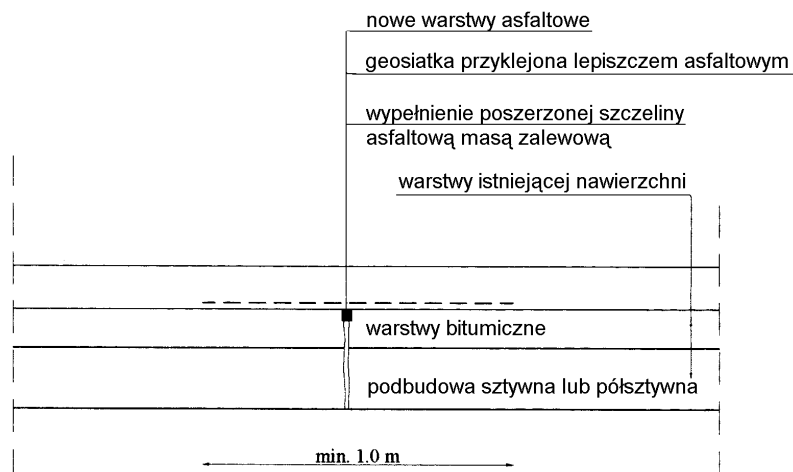 nowe warstwy asfaltowe
geosiatka przyklejona lepiszczem asfaltowym
wypełnienie poszerzonej szczeliny
asfaltową masą zalewową
warstwy istniejącej nawierzchni
warstwy bitumiczne
podbudowa sztywna lub półsztywna
min. 1.0 m